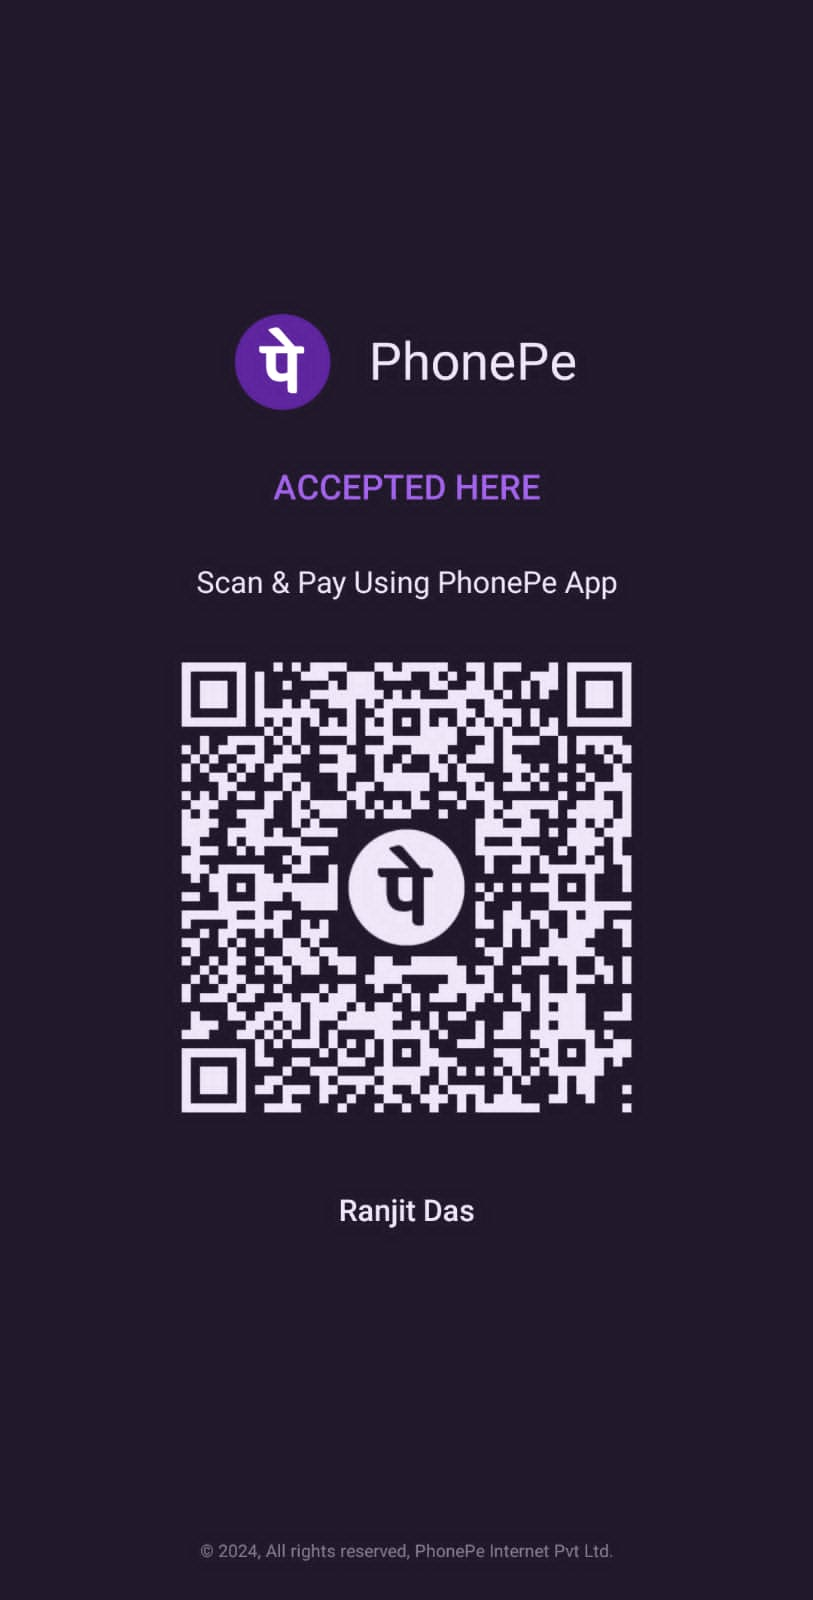 पे PhonePe
ACCEPTED HERE
Scan & Pay Using PhonePe App
पे
Ranjit Das
© 2024, All rights reserved, PhonePe Internet Pvt Ltd.